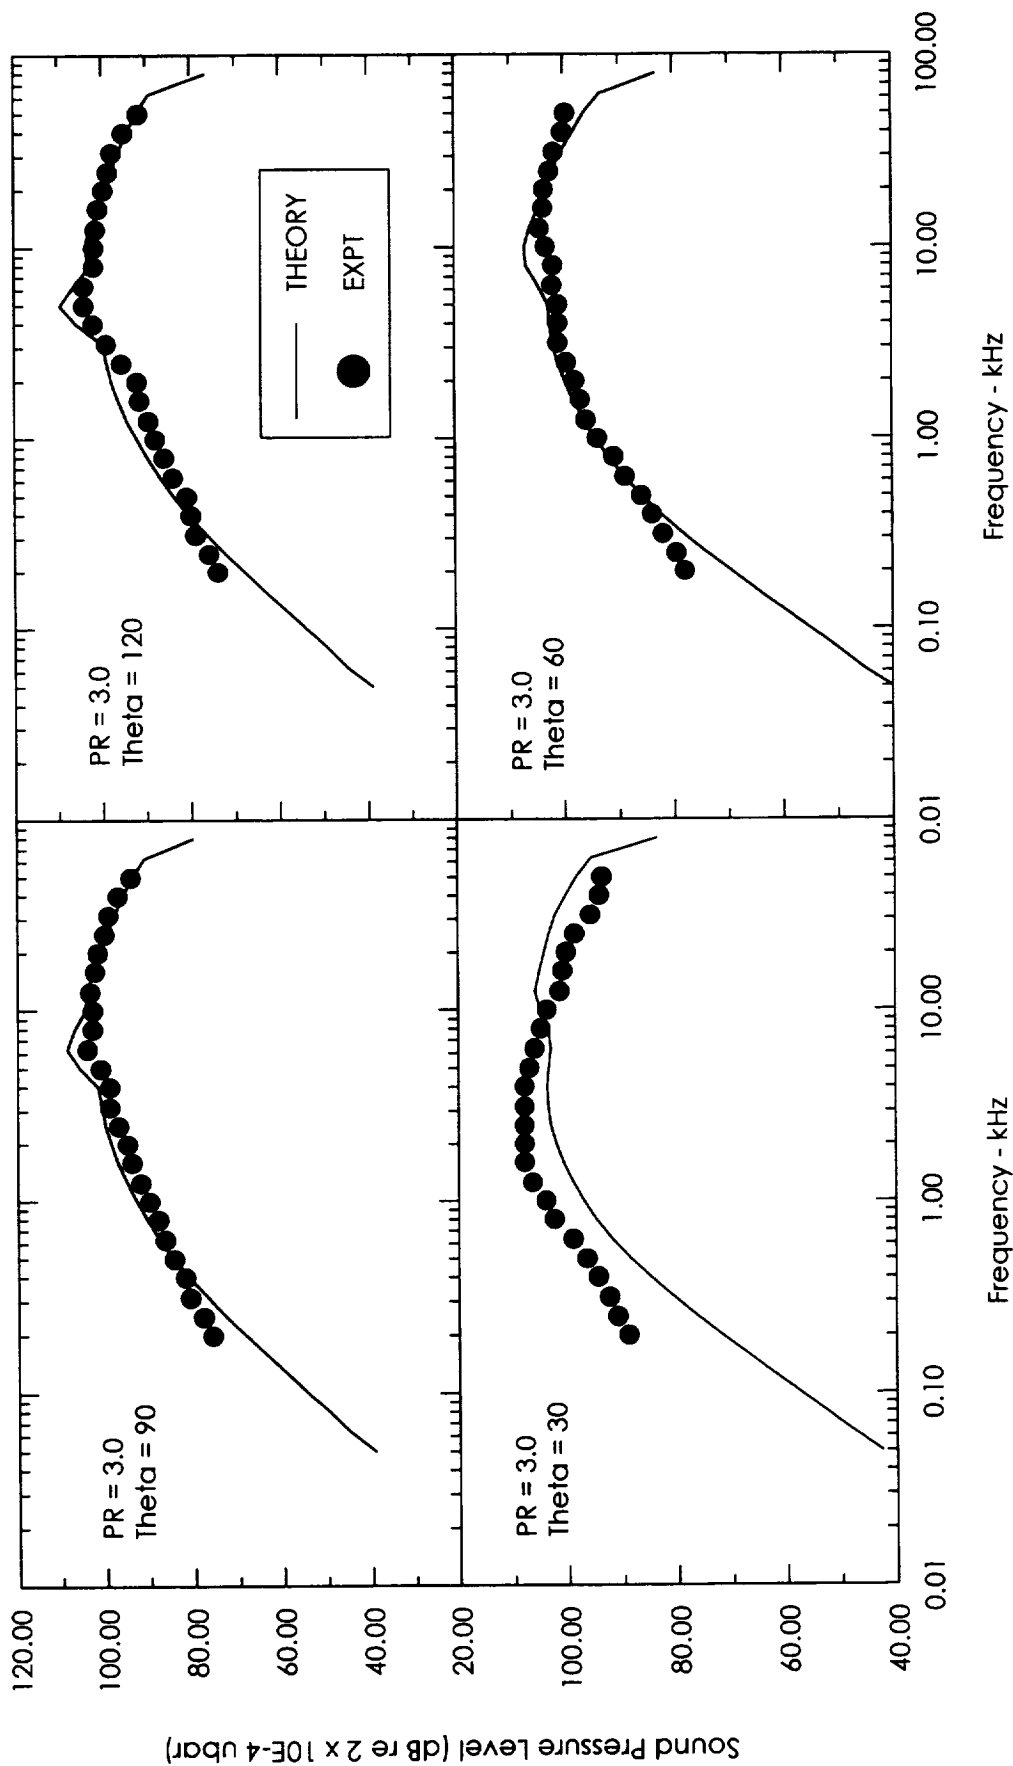 Sound Pressure Level (dB re 2 x 10E-4 ubar)
120.00
100.00
80.00
60.00
40.00
20.00
PR = 3.0
Theta = 90
PR = 3.0
Theta = 120
THEORY
EXPT
100.00
80.00
60.00
40.00
PR = 3.0
Theta = 30
PR = 3.0
Theta = 60
0.01
0.10
1.00
10.00
0.01
0.10
1.00
10.00
100.00
Frequency - kHz
Frequency - kHz